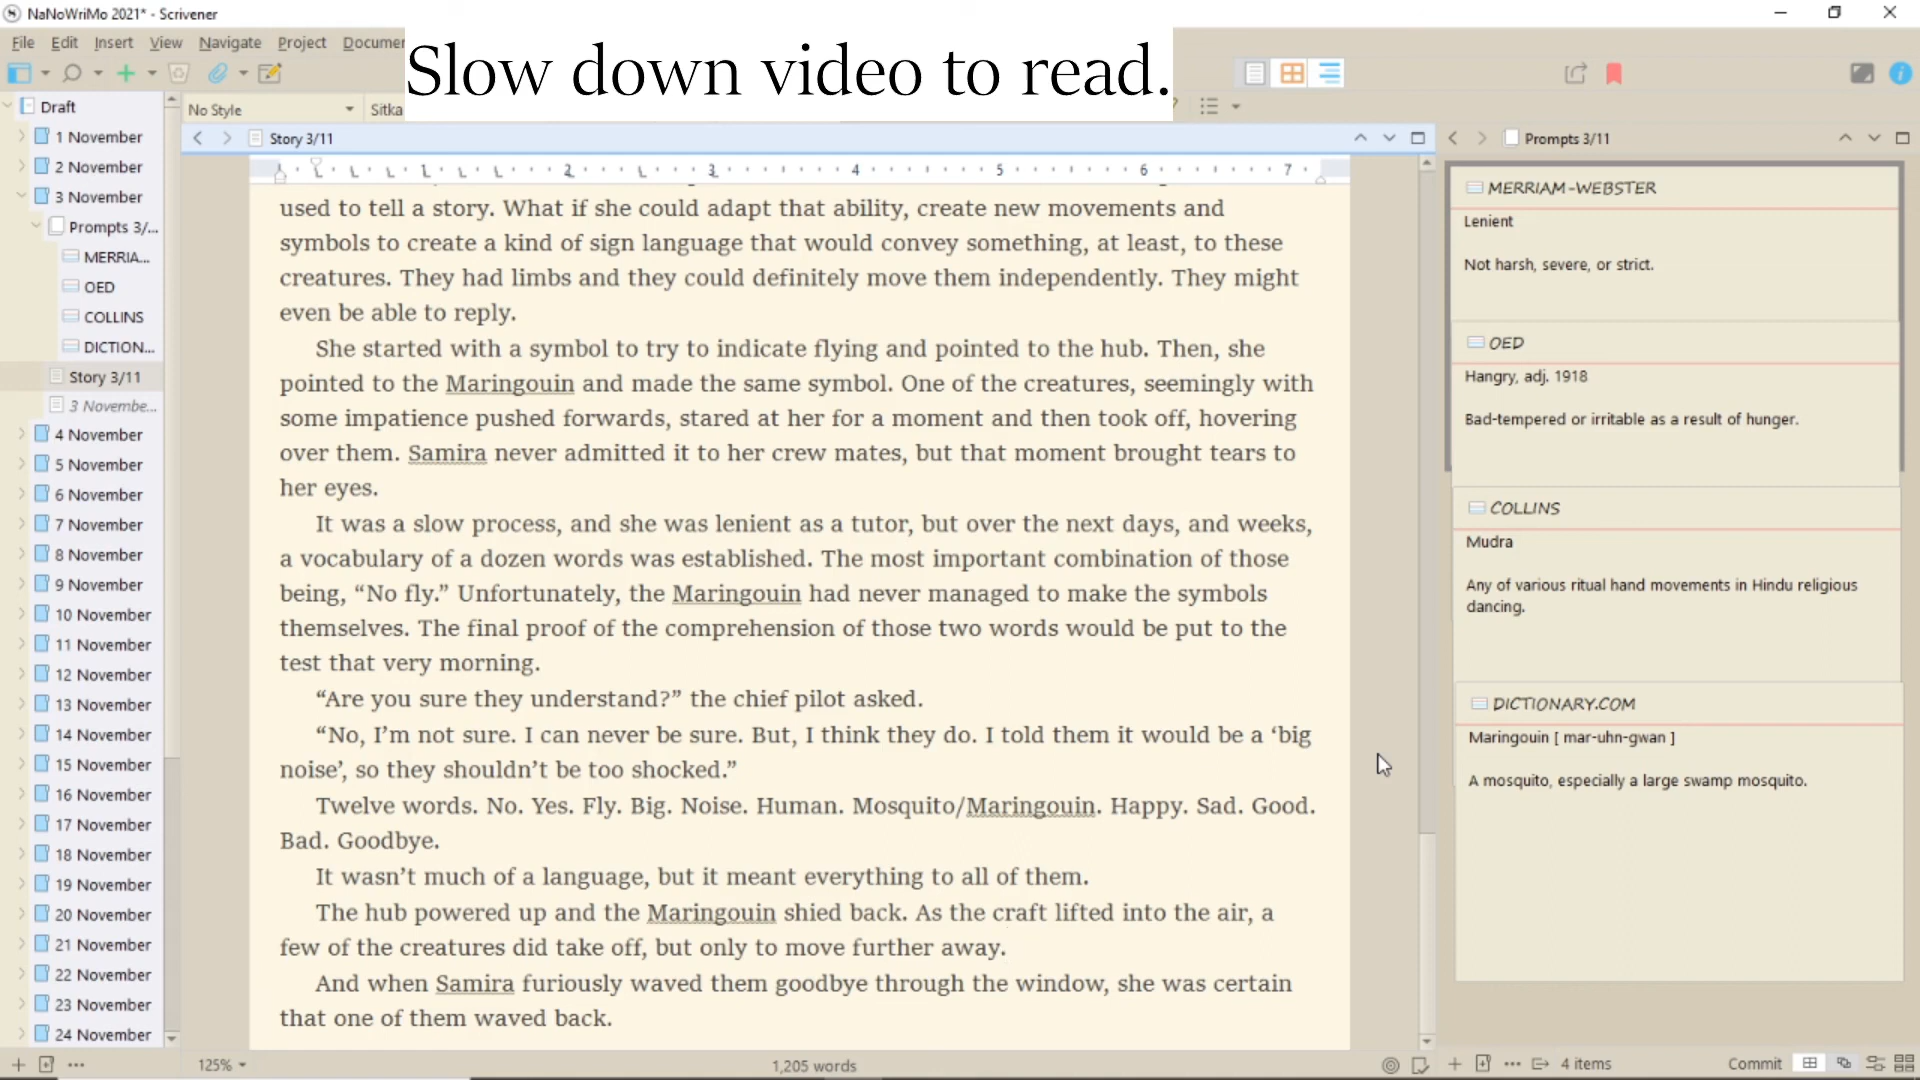 NaNoWriMo 2021* - Scrivener
File Edit Insert View Navigate Project
Slow down video to read.
No Style
Sitka
Draft
1 November
2 November
3 November
Prompts 3/...
MERRIA...
OED
COLLINS
DICTION...
Story 3/11
3 Novembe...
4 November
5 November
6 November
7 November
8 November
9 November
10 November
11 November
12 November
13 November
14 November
15 November
16 November
17 November
18 November
19 November
20 November
21 November
22 November
23 November
24 November
Story 3/11
1 2 3 4 5 6 7
used to tell a story. What if she could adapt that ability, create new movements and
symbols to create a kind of sign language that would convey something, at least, to these
creatures. They had limbs and they could definitely move them independently. They might
even be able to reply.
She started with a symbol to try to indicate flying and pointed to the hub. Then, she
pointed to the Maringouin and made the same symbol. One of the creatures, seemingly with
some impatience pushed forwards, stared at her for a moment and then took off, hovering
over them. Samira never admitted it to her crew mates, but that moment brought tears to
her eyes.
It was a slow process, and she was lenient as a tutor, but over the next days, and weeks,
a vocabulary of a dozen words was established. The most important combination of those
being, “No fly.” Unfortunately, the Maringouin had never managed to make the symbols
themselves. The final proof of the comprehension of those two words would be put to the
test that very morning.
“Are you sure they understand?” the chief pilot asked.
“No, I’m not sure. I can never be sure. But, I think they do. I told them it would be a ‘big
noise’, so they shouldn’t be too shocked.”
Twelve words. No. Yes. Fly. Big. Noise. Human. Mosquito/Maringouin. Happy. Sad. Good.
Bad. Goodbye.
It wasn’t much of a language, but it meant everything to all of them.
The hub powered up and the Maringouin shied back. As the craft lifted into the air, a
few of the creatures did take off, but only to move further away.
And when Samira furiously waved them goodbye through the window, she was certain
that one of them waved back.
125%
1,205 words
Prompts 3/11
MERRIAM-WEBSTER
Lenient
Not harsh, severe, or strict.
OED
Hangry, adj. 1918
Bad-tempered or irritable as a result of hunger.
COLLINS
Mudra
Any of various ritual hand movements in Hindu religious
dancing.
DICTIONARY.COM
Maringouin [ mar-uhn-gwan ]
A mosquito, especially a large swamp mosquito.
4 items
Commit